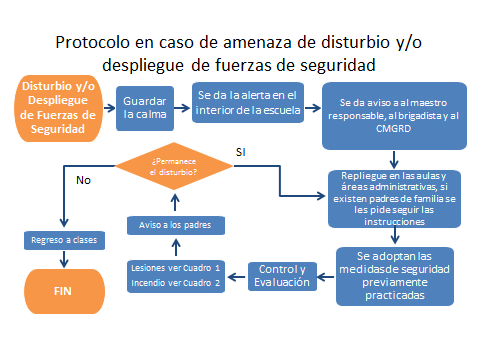 Protocolo en caso de amenaza de disturbio y/o
despliegue de fuerzas de seguridad
Disturbio y/o
Despliegue
de Fuerzas de
Seguridad
Guardar
la calma
Se da la alerta en el
interior de la escuela
Se da aviso a al maestro
responsable, al brigadista y al
CMGRD
¿Permanece
el disturbio?
SI
No
Repliegue en las aulas y
áreas administrativas, si
existen padres de familia se
les pide seguir las
instrucciones
Aviso a los padres
Regreso a clases
Se adoptan las
medidas de seguridad
previamente
practicadas
Control y
Evaluación
Lesiones ver Cuadro 1
Incendio ver Cuadro 2
FIN